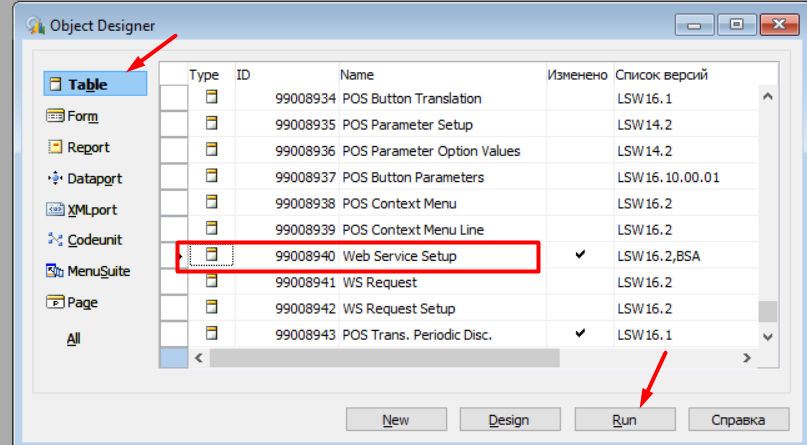 Object Designer
Type ID Name Изменено Список версий
Table
Form
Report
Dataport
XMLport
Codeunit
MenuSuite
Page
All
99008934 POS Button Translation LSW16.1
99008935 POS Parameter Setup LSW14.2
99008936 POS Parameter Option Values LSW14.2
99008937 POS Button Parameters LSW16.10.00.01
99008938 POS Context Menu LSW16.2
99008939 POS Context Menu Line LSW16.2
99008940 Web Service Setup ✔ LSW16.2,BSA
99008941 WS Request LSW16.2
99008942 WS Request Setup LSW16.2
99008943 POS Trans. Periodic Disc. ✔ LSW16.1
New Design Run Справка